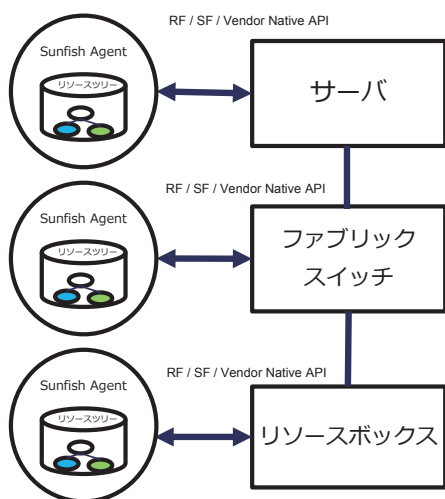 RF / SF / Vendor Native API
Sunfish Agent
リソースツリー
サーバ
RF / SF / Vendor Native API
Sunfish Agent
リソースツリー
ファブリック
スイッチ
RF / SF / Vendor Native API
Sunfish Agent
リソースツリー
リソースボックス